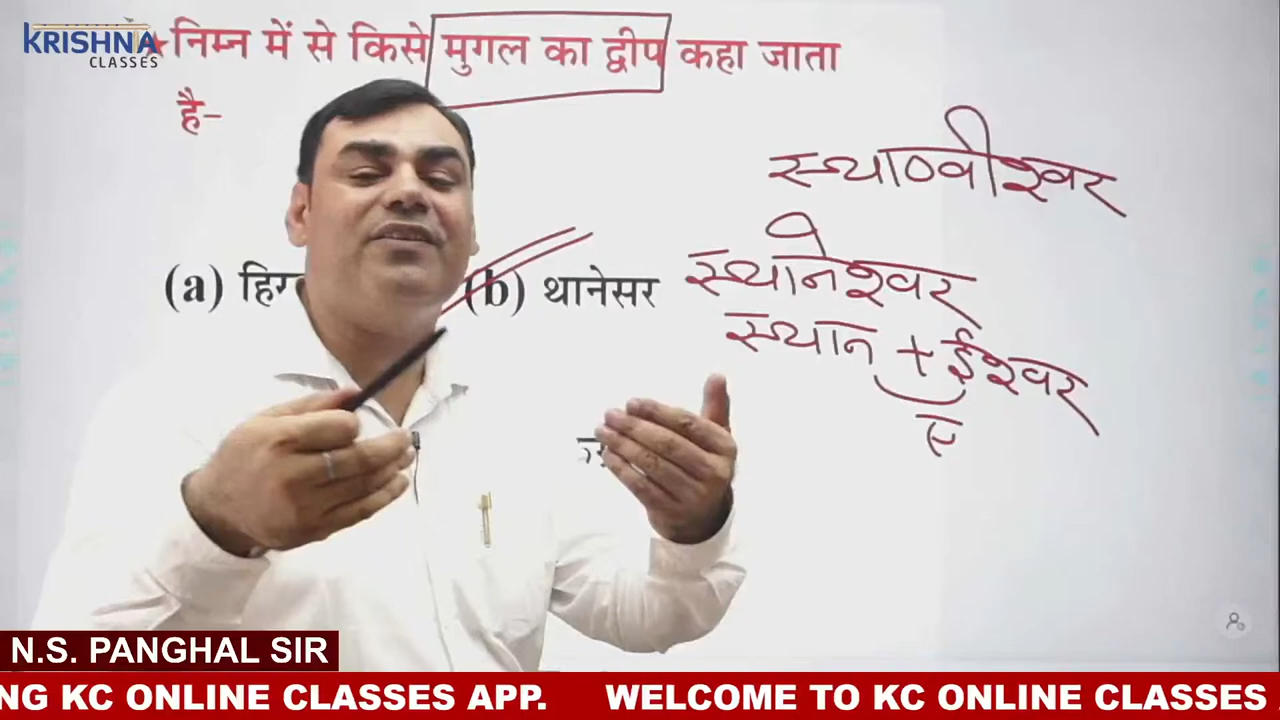 KRISHNA
CLASSES
★ निम्न में से किसे मुगल का द्वीप कहा जाता
है-
स्थाण्वीश्वर
(a)
(b) थानेसर
स्थानेश्वर
स्थान + ईश्वर
ए
N.S. PANGHAL SIR
NG KC ONLINE CLASSES APP. WELCOME TO KC ONLINE CLASSES